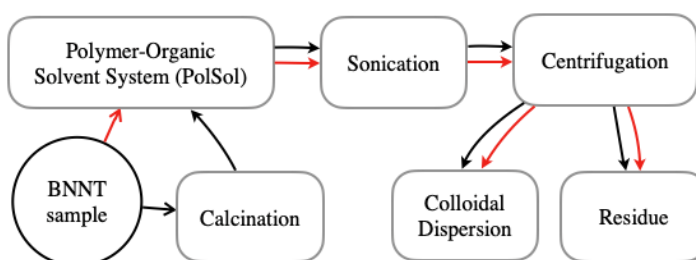 Polymer-Organic
Solvent System (PolSol)
Sonication
Centrifugation
BNNT
sample
Calcination
Colloidal
Dispersion
Residue